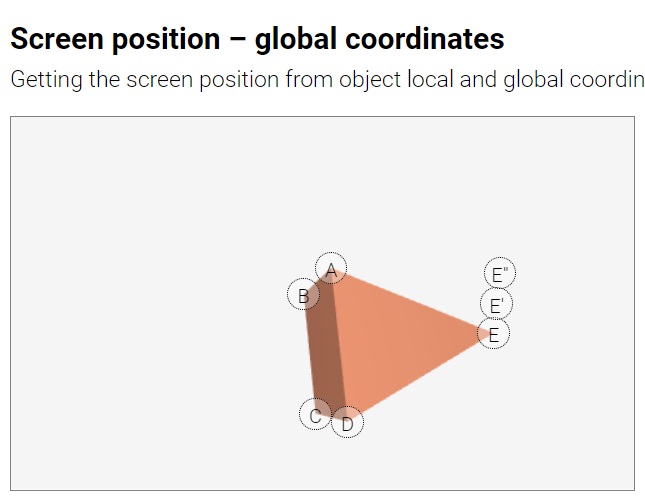 Screen position – global coordinates
Getting the screen position from object local and global coordin
A
E"
B
E'
E
C
D